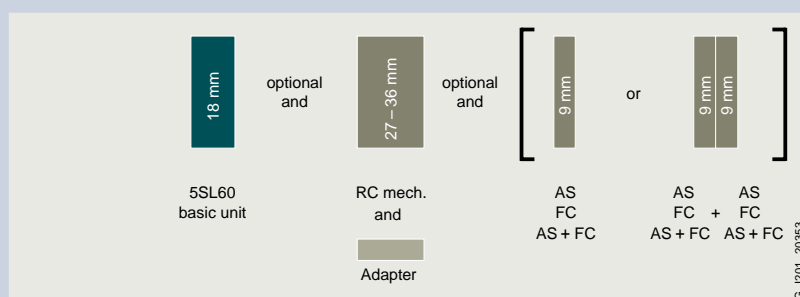 18 mm
optional
and
27 – 36 mm
optional
and
9 mm
or
9 mm
9 mm
5SL60
basic unit
RC mech.
and
Adapter
AS
FC
AS + FC
AS AS
FC + FC
AS + FC AS + FC